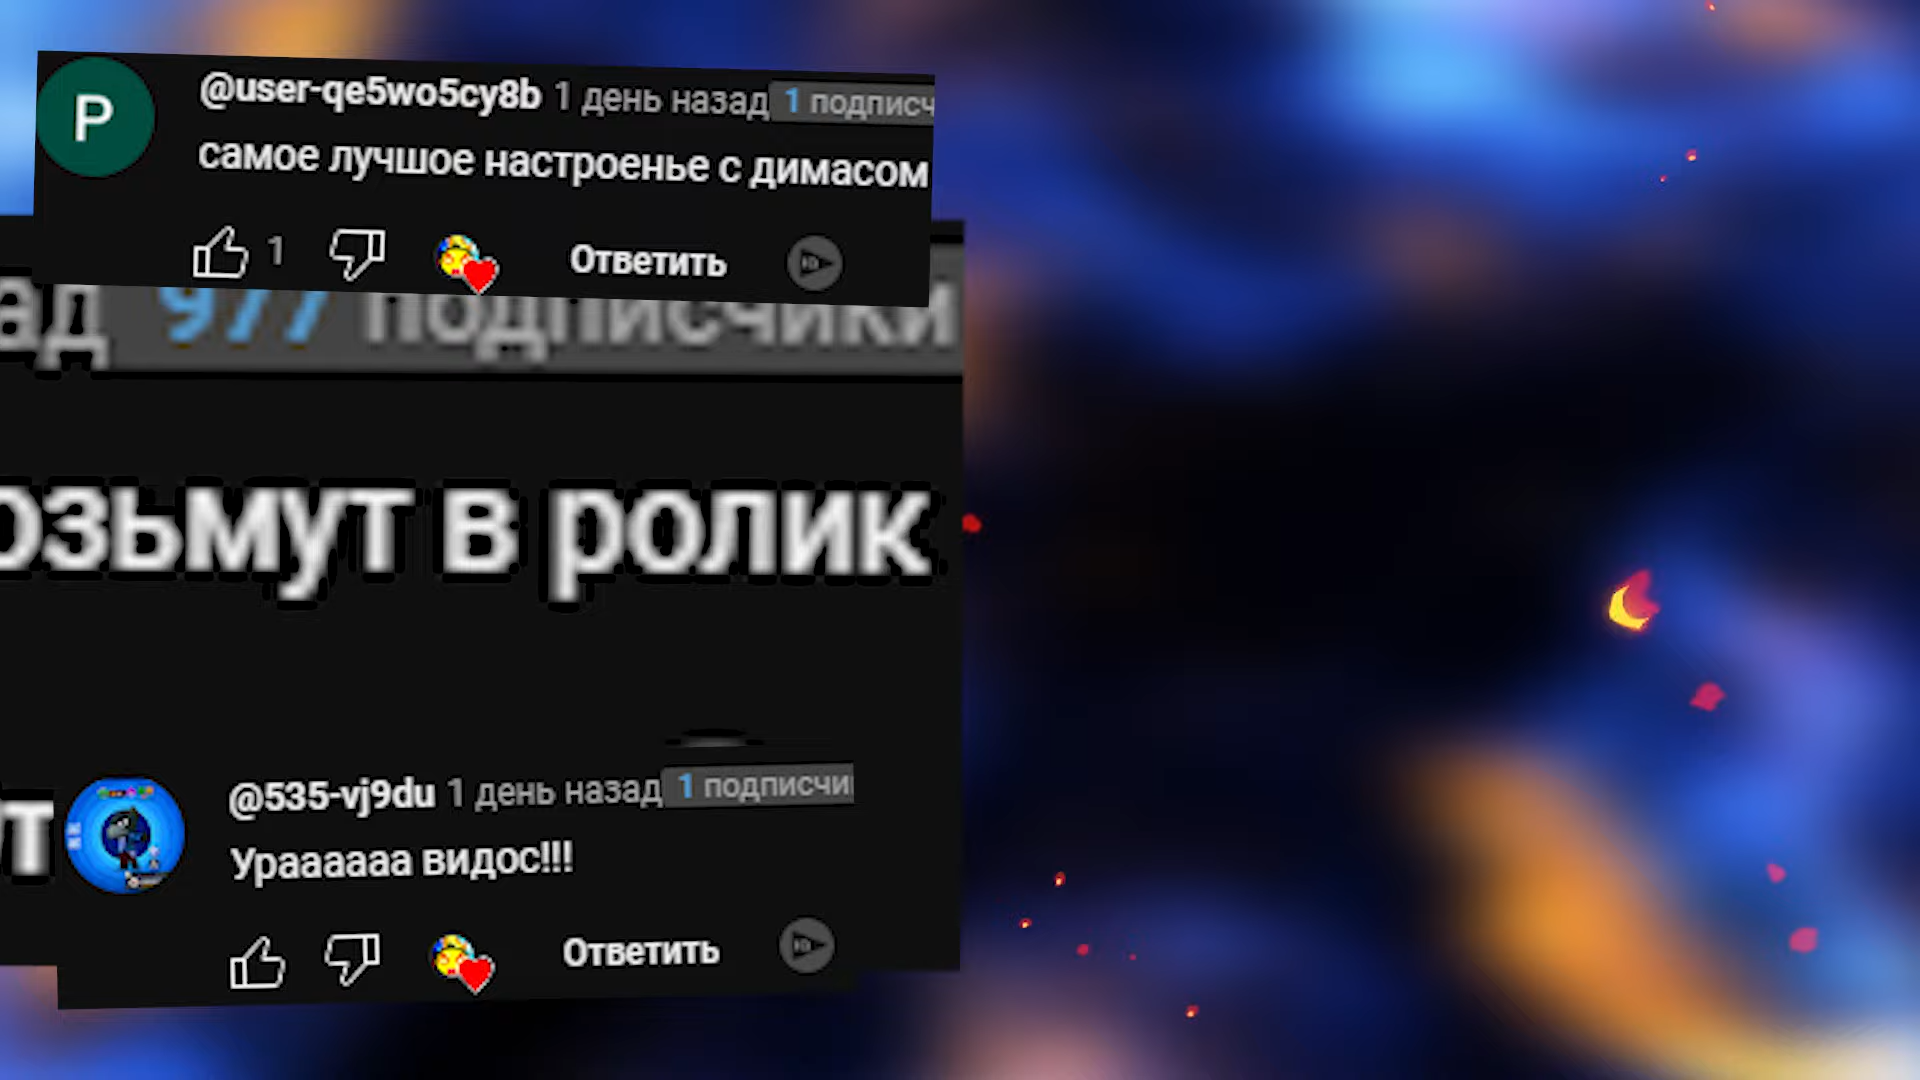 P
@user-qe5wo5cy8b 1 день назад 1 подписч
самое лучшое настроенье с димасом
1
Ответить
ад 977 подписчики
озьмут в ролик
ут
@535-vj9du 1 день назад 1 подписчи
Ураааааа видос!!!
Ответить